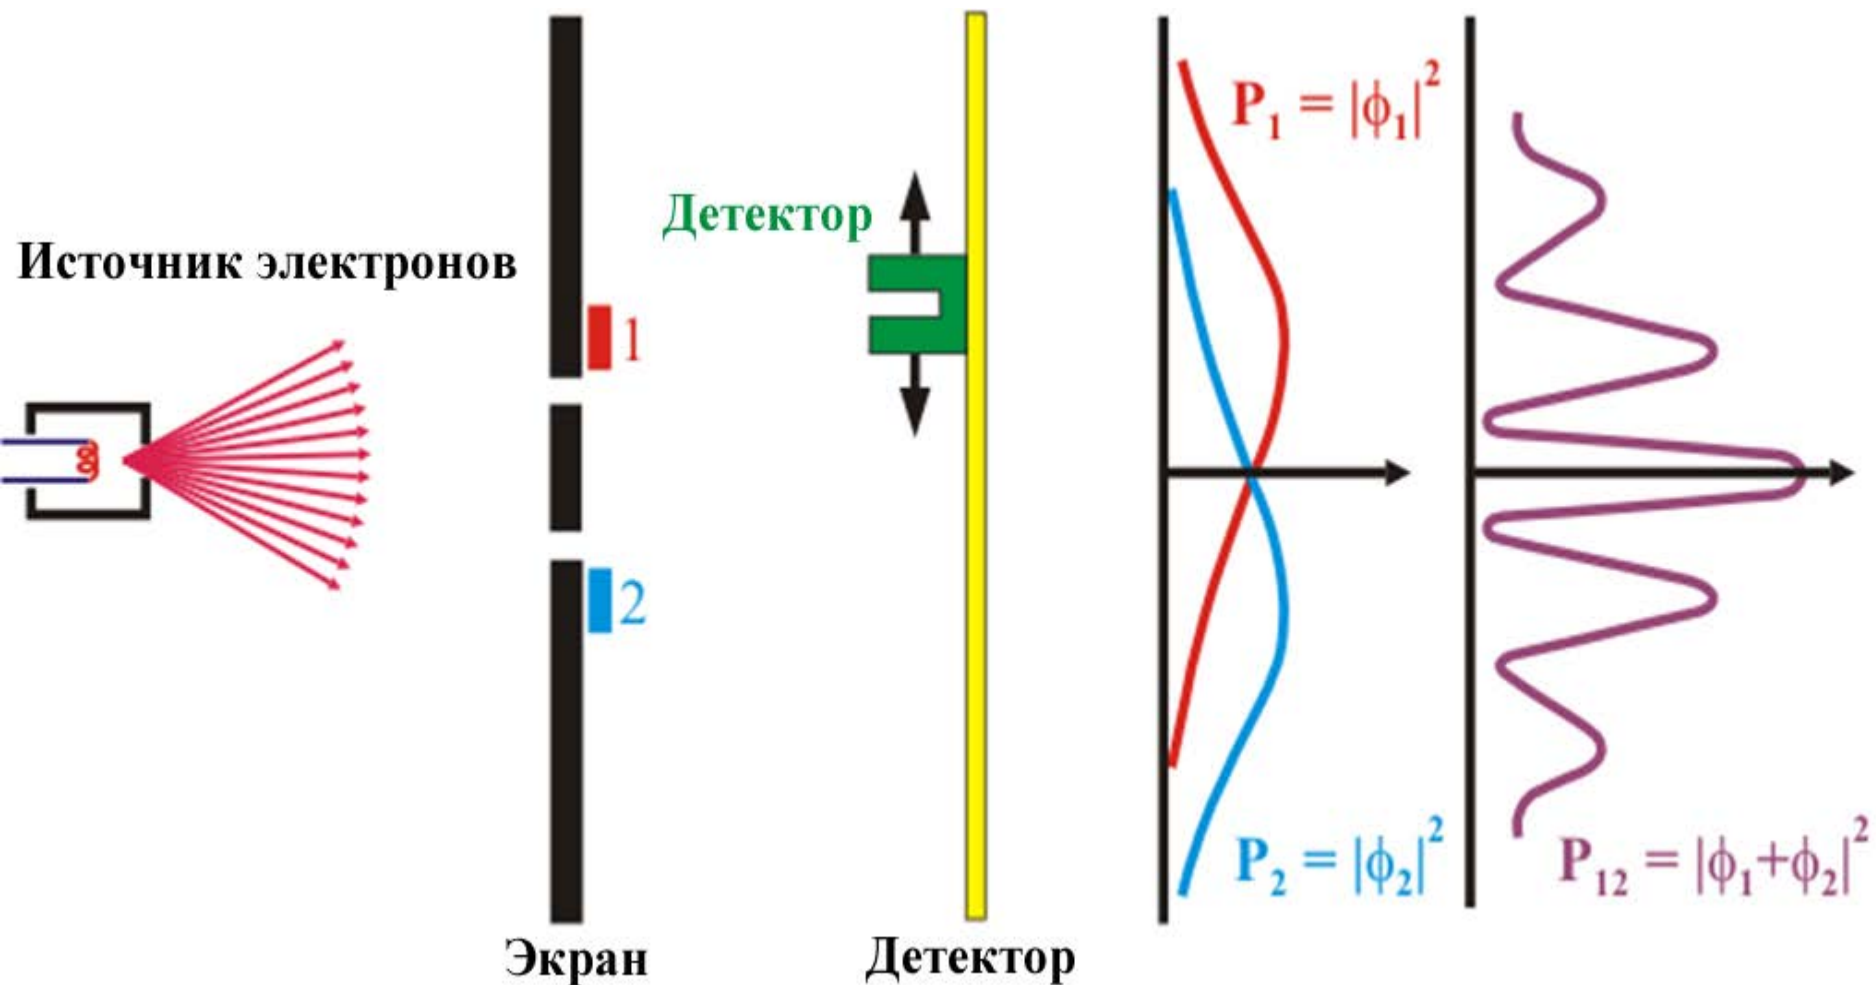 Источник электронов
1
2
Детектор
Экран
Детектор
P₁ = |ϕ₁|²
P₂ = |ϕ₂|²
P₁₂ = |ϕ₁+ϕ₂|²